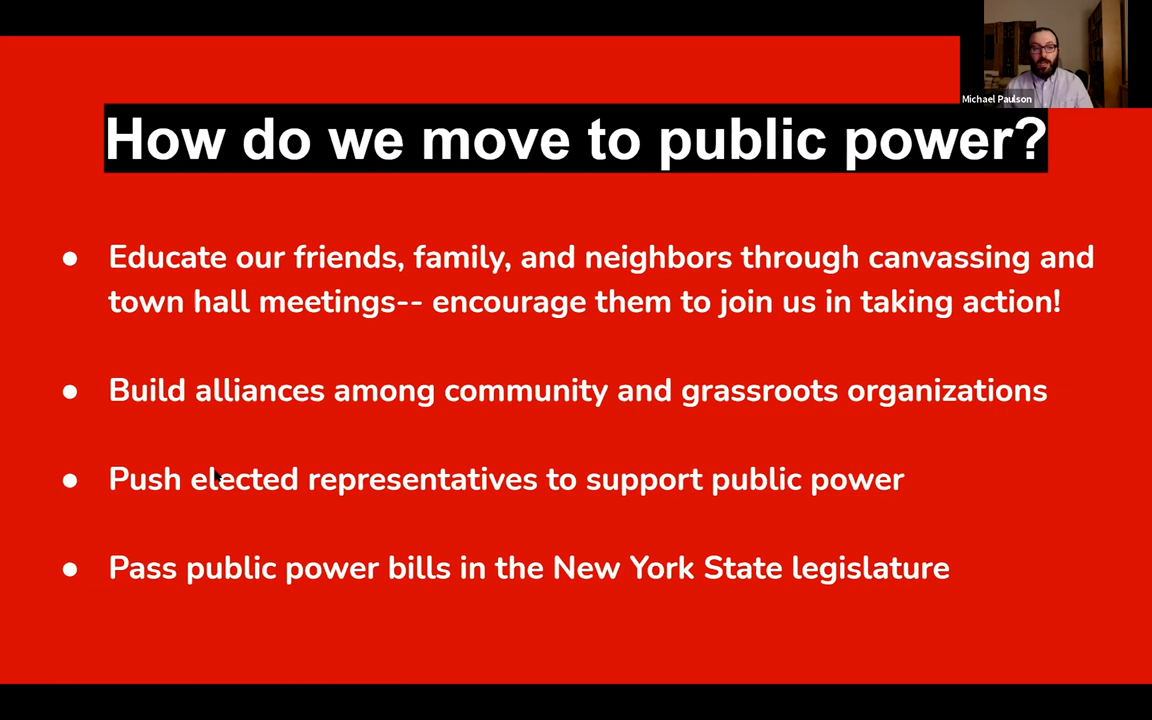 Michael Paulson
How do we move to public power?
● Educate our friends, family, and neighbors through canvassing and
town hall meetings-- encourage them to join us in taking action!
● Build alliances among community and grassroots organizations
● Push elected representatives to support public power
● Pass public power bills in the New York State legislature